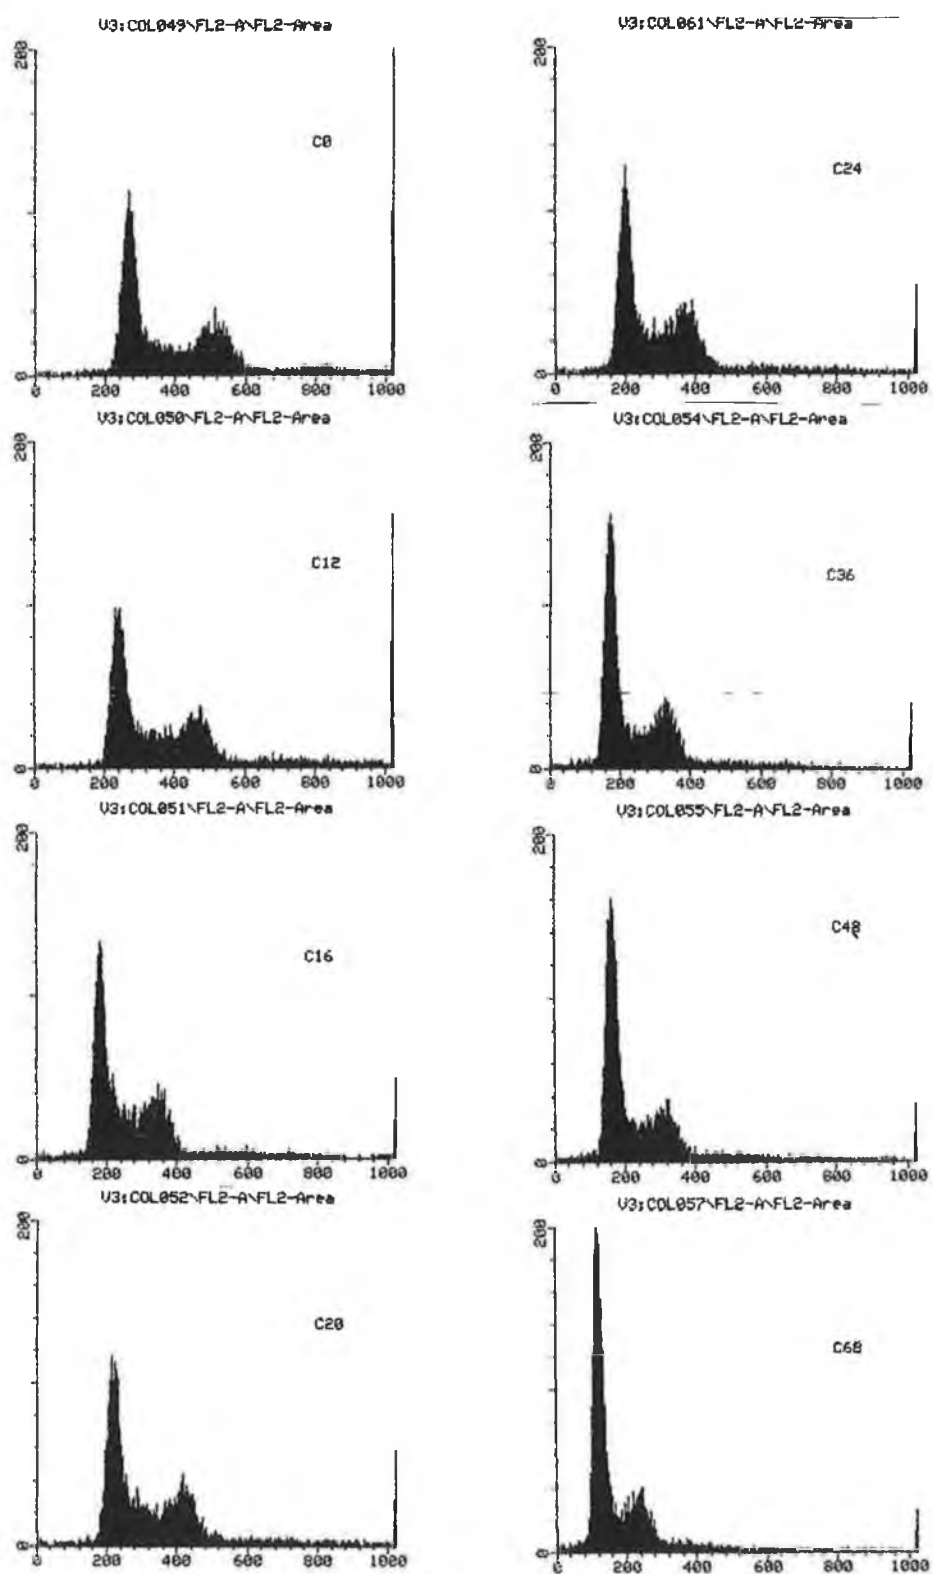 V3:COL049\FL2-A\FL2-Area
200
C0
0
0 200 400 600 800 1000
V3:COL050\FL2-A\FL2-Area
200
C12
0
0 200 400 600 800 1000
V3:COL051\FL2-A\FL2-Area
200
C16
0
0 200 400 600 800 1000
V3:COL052\FL2-A\FL2-Area
200
C20
0
0 200 400 600 800 1000
V3:COL061\FL2-A\FL2-Area
200
C24
0
0 200 400 600 800 1000
V3:COL054\FL2-A\FL2-Area
200
C36
0
0 200 400 600 800 1000
V3:COL055\FL2-A\FL2-Area
200
C48
0
0 200 400 600 800 1000
V3:COL057\FL2-A\FL2-Area
200
C68
0
0 200 400 600 800 1000